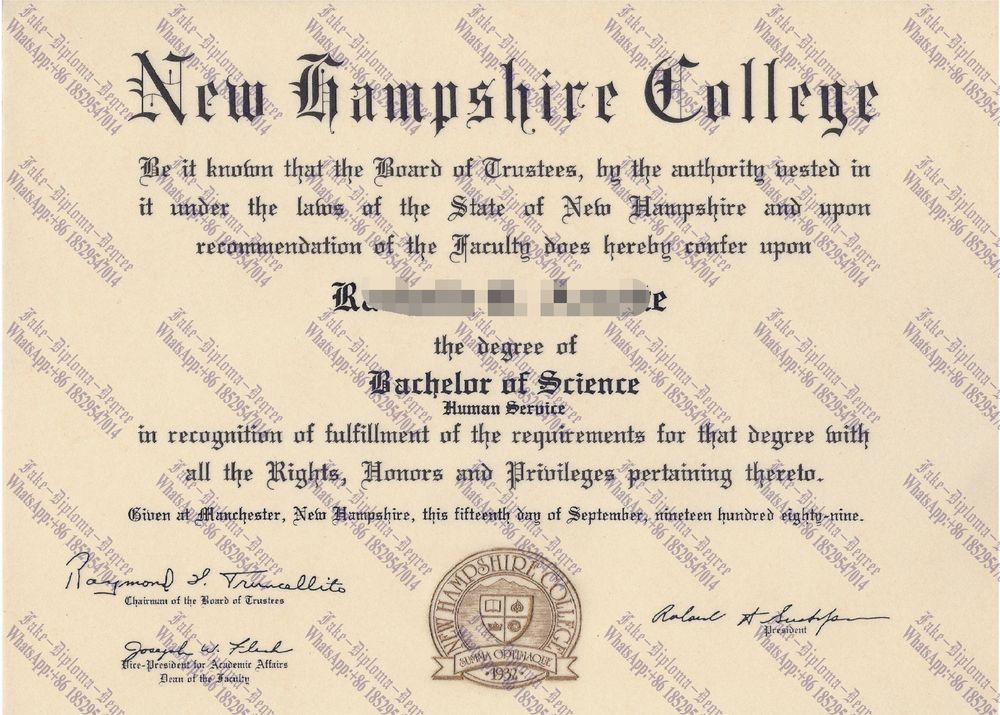 New Hampshire College
Be it known that the Board of Trustees, by the authority vested in
it under the laws of the State of New Hampshire and upon
recommendation of the Faculty does hereby confer upon
the degree of
Bachelor of Science
Human Service
in recognition of fulfillment of the requirements for that degree with
all the Rights, Honors and Privileges pertaining thereto.
Given at Manchester, New Hampshire, this fifteenth day of September, nineteen hundred eighty-nine.
Raymond Truncellito
Chairman of the Board of Trustees
Joseph W.
Vice-President for Academic Affairs
Dean of the Faculty
NEW HAMPSHIRE COLLEGE
SUMMA OPTIMAQUE
·1932·
President
Fake-Diploma-Degree
WhatsApp:+86 18529547014